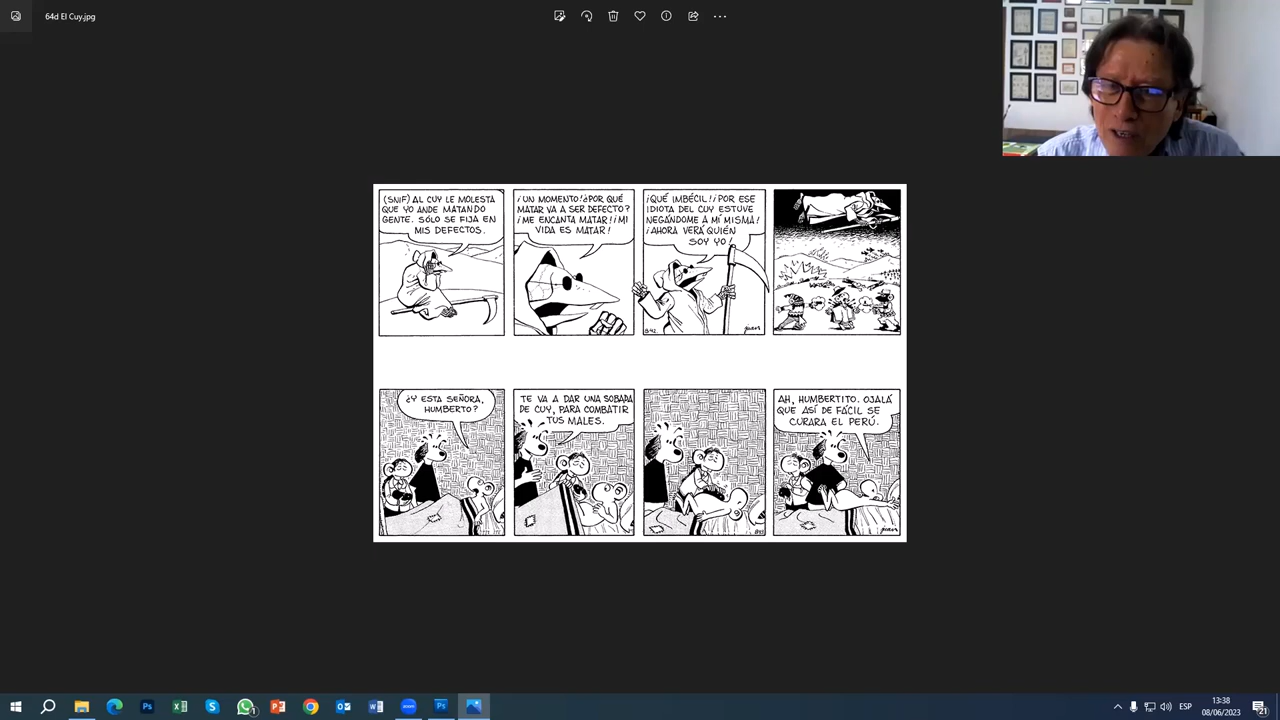 64d El Cuy.jpg
(SNIF) AL CUY LE MOLESTA
QUE YO ANDE MATANDO
GENTE. SÓLO SE FIJA EN
MIS DEFECTOS.
¡UN MOMENTO! ¿POR QUÉ
MATAR VA A SER DEFECTO?
¡ME ENCANTA MATAR! ¡MI
VIDA ES MATAR!
¡QUÉ IMBÉCIL! ¡POR ESE
IDIOTA DEL CUY ESTUVE
NEGÁNDOME A MÍ MISMA!
¡AHORA VERÁ QUIÉN
SOY YO!
juan
¿Y ESTA SEÑORA,
HUMBERTO?
TE VA A DAR UNA SOBADA
DE CUY, PARA COMBATIR
TUS MALES.
AH, HUMBERTITO. OJALÁ
QUE ASÍ DE FÁCIL SE
CURARA EL PERÚ.
juan
ESP
13:38
08/06/2023
21